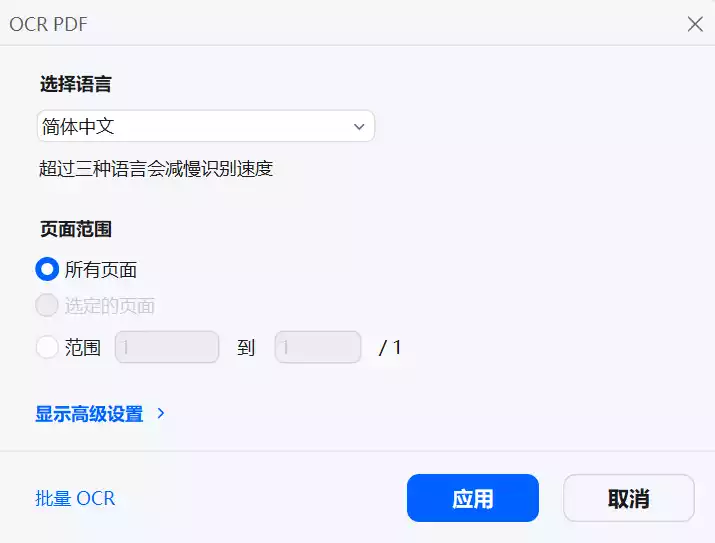 OCR PDF
选择语言
简体中文
超过三种语言会减慢识别速度
页面范围
所有页面
选定的页面
范围 1 到 1 / 1
显示高级设置
批量 OCR 应用 取消